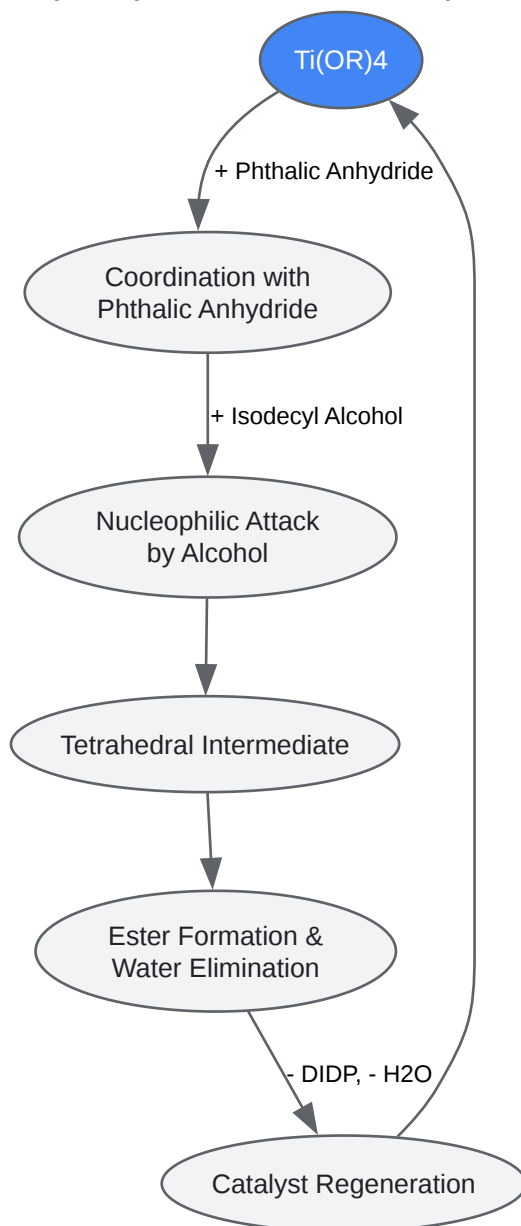 Ti(OR)4
+ Phthalic Anhydride
Coordination with
Phthalic Anhydride
+ Isodecyl Alcohol
Nucleophilic Attack
by Alcohol
Tetrahedral Intermediate
Ester Formation &
Water Elimination
- DIDP, - H2O
Catalyst Regeneration